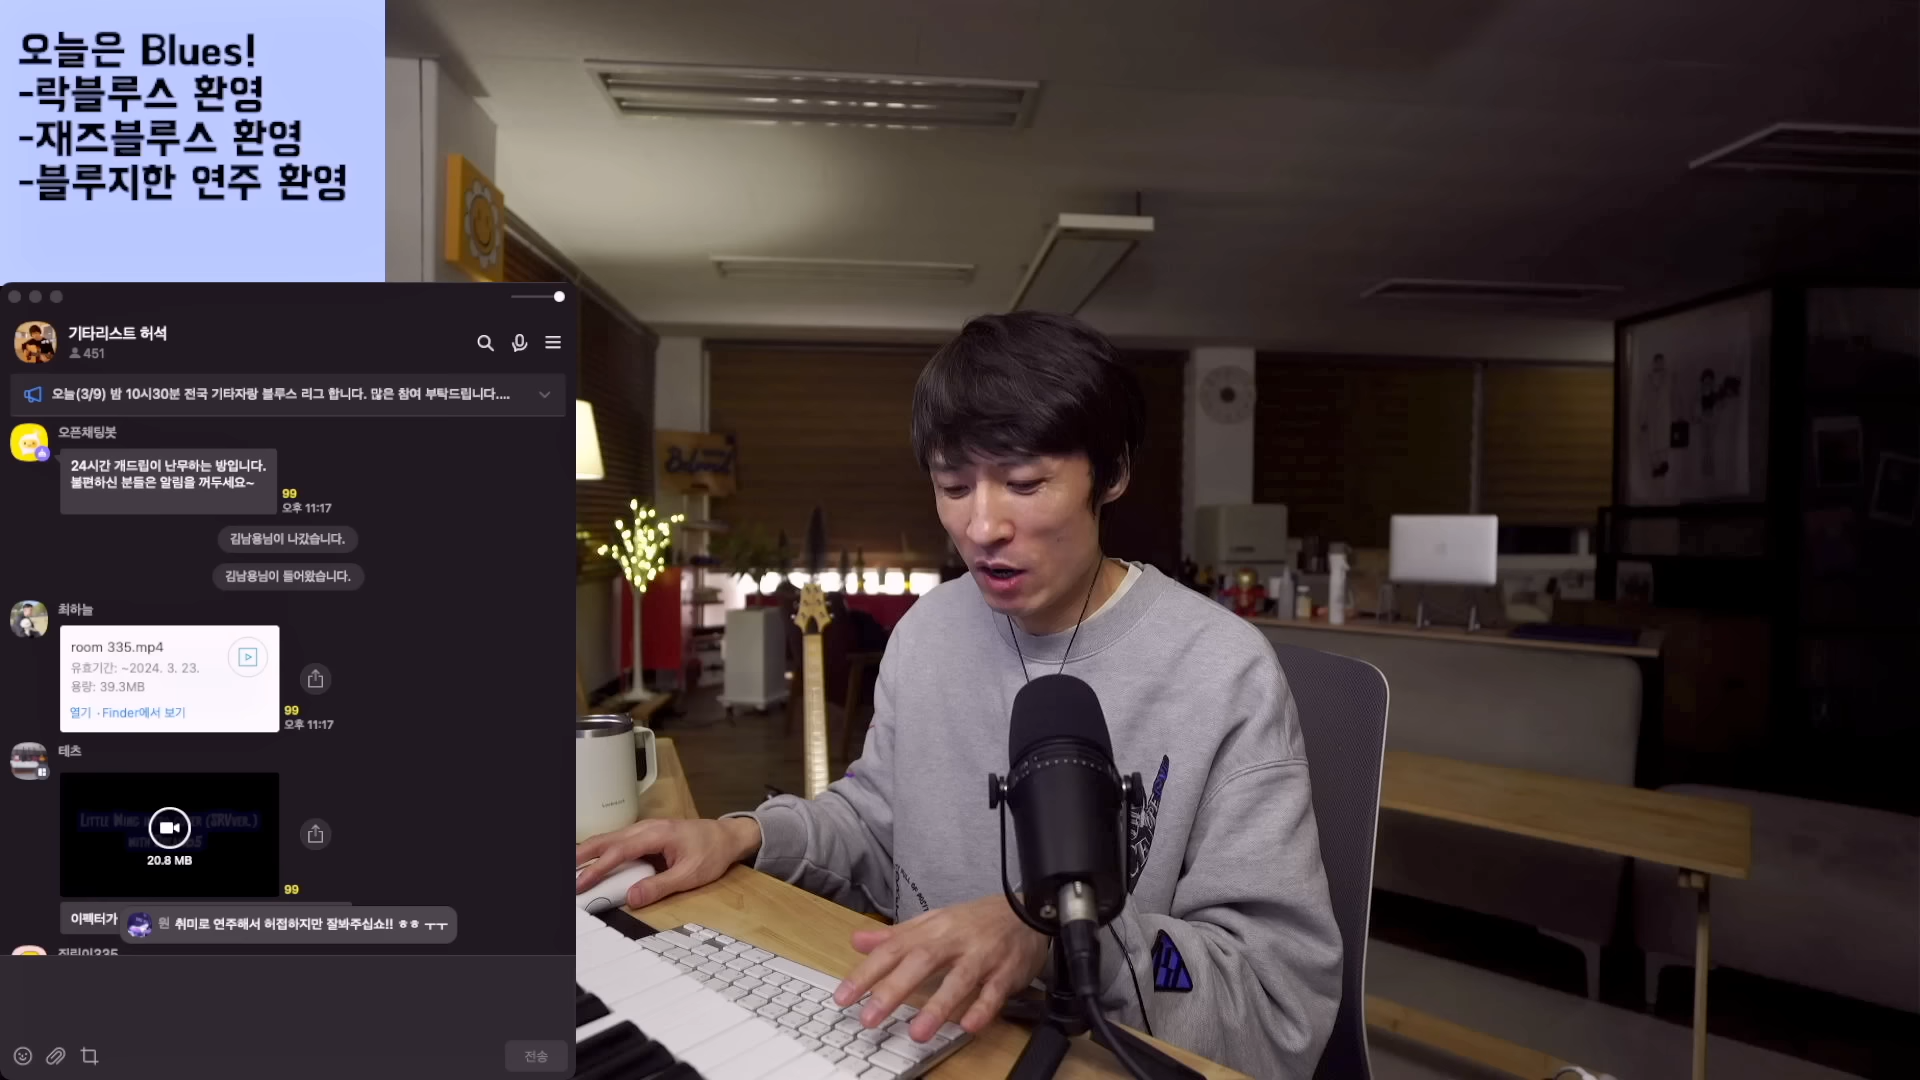 오늘은 Blues!
-락블루스 환영
-재즈블루스 환영
-블루지한 연주 환영
기타리스트 허석
451
오늘(3/9) 밤 10시30분 전국 기타자랑 블루스 리그 합니다. 많은 참여 부탁드립니다....
오픈채팅봇
24시간 개드립이 난무하는 방입니다.
불편하신 분들은 알림을 꺼두세요~
99
오후 11:17
김남용님이 나갔습니다.
김남용님이 들어왔습니다.
최하늘
room 335.mp4
유효기간: ~2024. 3. 23.
용량: 39.3MB
열기 · Finder에서 보기
99
오후 11:17
테츠
20.8 MB
99
이펙터가
원 취미로 연주해서 허접하지만 잘봐주십쇼!! ㅎㅎ ㅜㅜ
전송